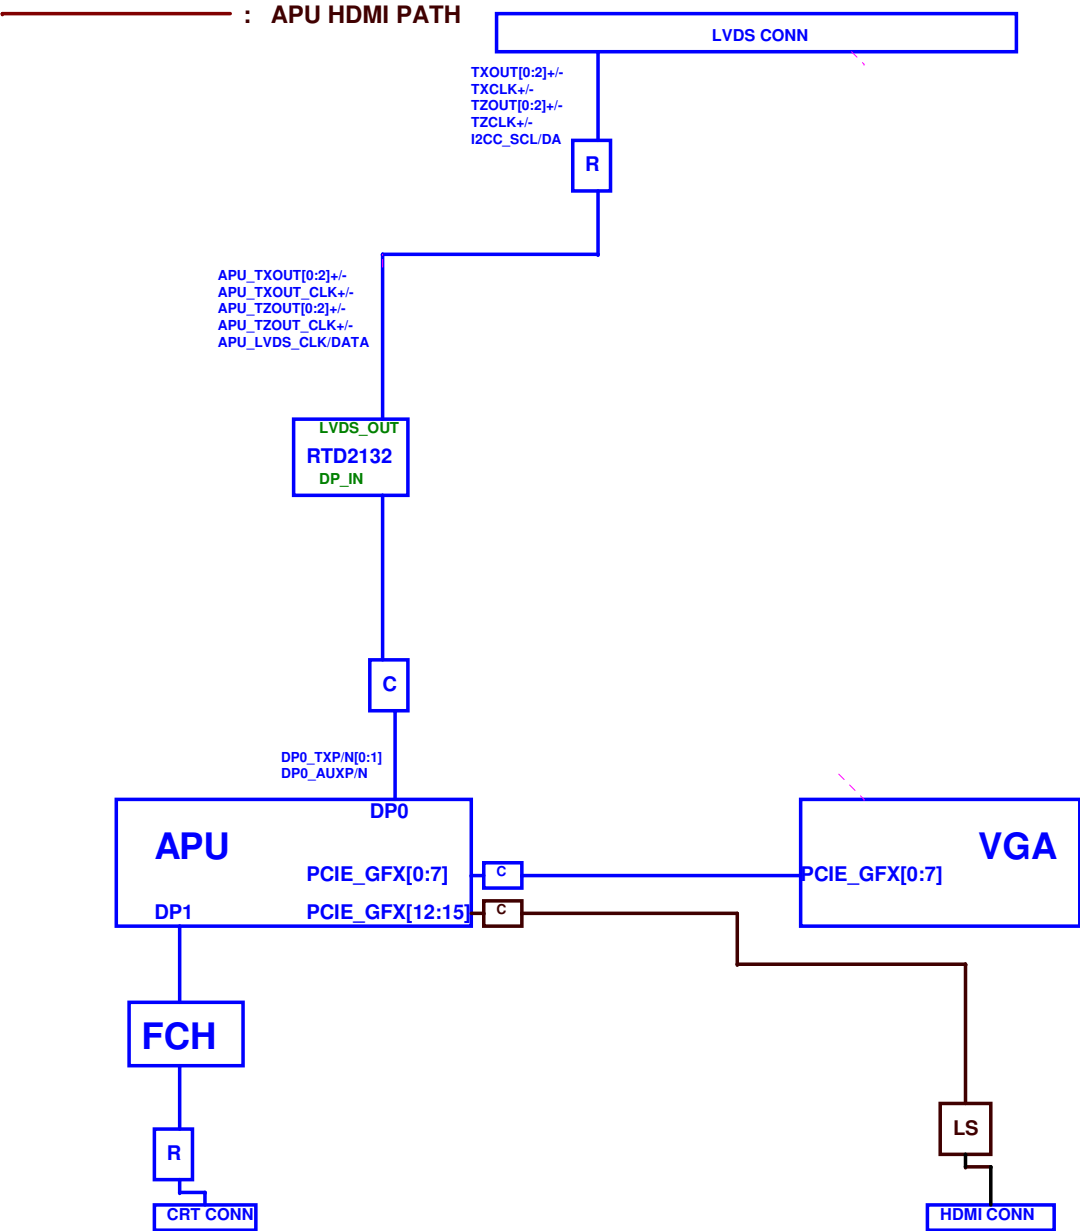 : APU HDMI PATH
LVDS CONN
TXOUT[0:2]+/-
TXCLK+/-
TZOUT[0:2]+/-
TZCLK+/-
I2CC_SCL/DA
R
APU_TXOUT[0:2]+/-
APU_TXOUT_CLK+/-
APU_TZOUT[0:2]+/-
APU_TZOUT_CLK+/-
APU_LVDS_CLK/DATA
LVDS_OUT
RTD2132
DP_IN
C
DP0_TXP/N[0:1]
DP0_AUXP/N
DP0
APU
VGA
PCIE_GFX[0:7]
C
PCIE_GFX[0:7]
DP1
PCIE_GFX[12:15]
C
FCH
LS
R
CRT CONN
HDMI CONN